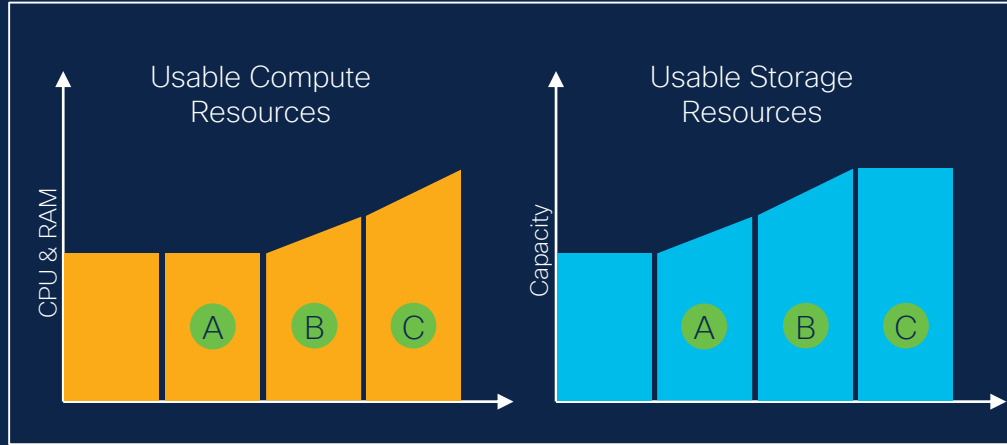 Usable Compute
Resources
CPU & RAM
A
B
C
Usable Storage
Resources
Capacity
A
B
C